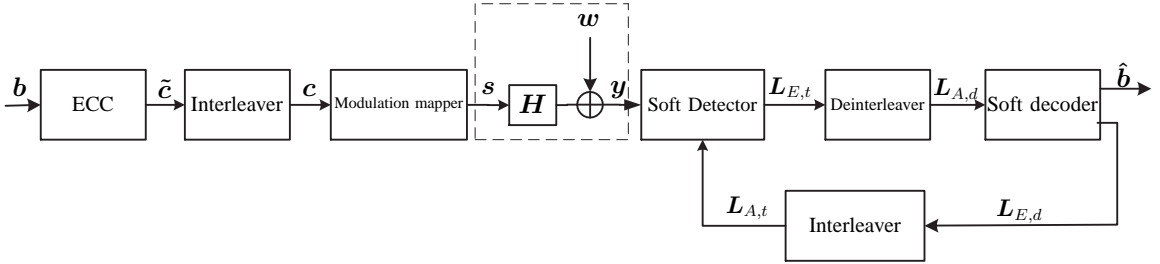 w
b ECC c̃ Interleaver c Modulation mapper s H y Soft Detector L_{E,t} Deinterleaver L_{A,d} Soft decoder b̂
L_{A,t} Interleaver L_{E,d}